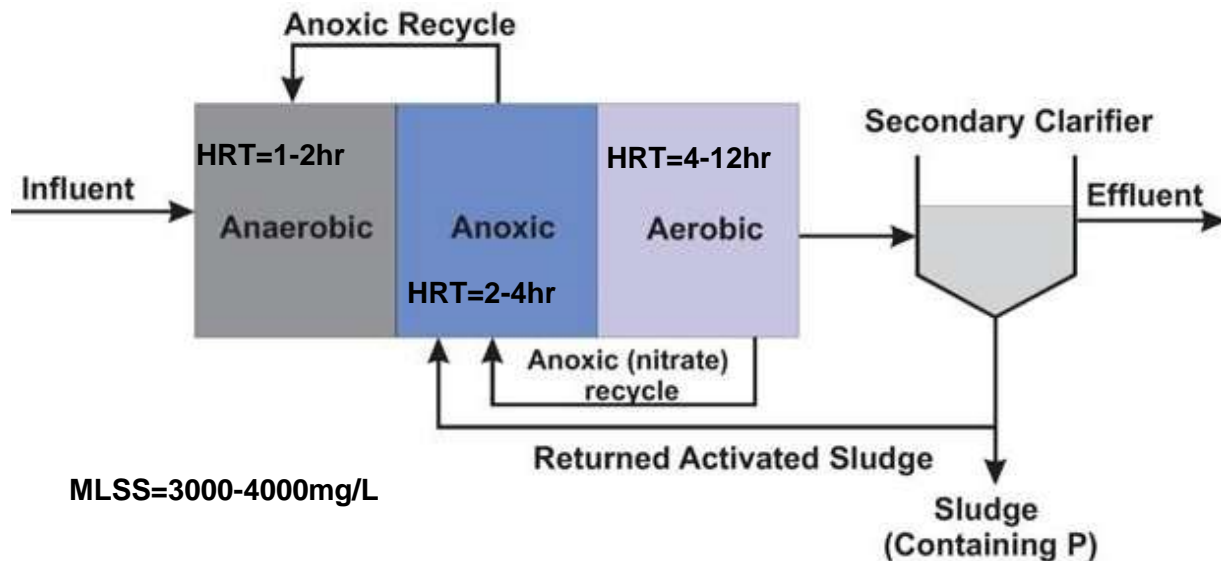 Anoxic Recycle
Secondary Clarifier
HRT=1-2hr
HRT=4-12hr
Influent
Effluent
Anaerobic
Anoxic
Aerobic
HRT=2-4hr
Anoxic (nitrate)
recycle
Returned Activated Sludge
MLSS=3000-4000mg/L
Sludge
(Containing P)